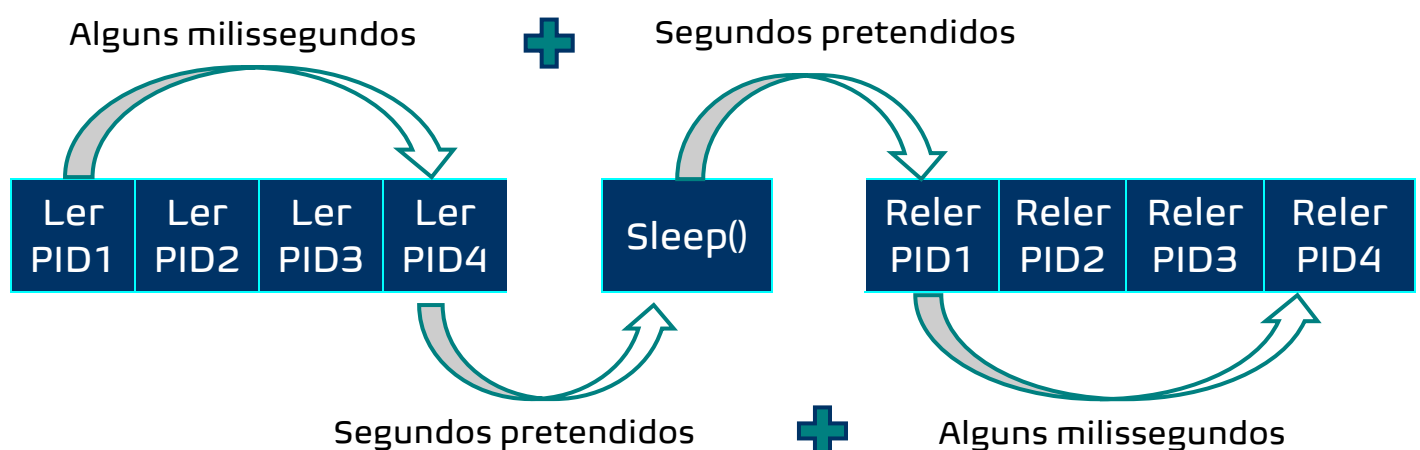 Alguns milissegundos
Segundos pretendidos
Ler PID1
Ler PID2
Ler PID3
Ler PID4
Sleep()
Reler PID1
Reler PID2
Reler PID3
Reler PID4
Segundos pretendidos
Alguns milissegundos